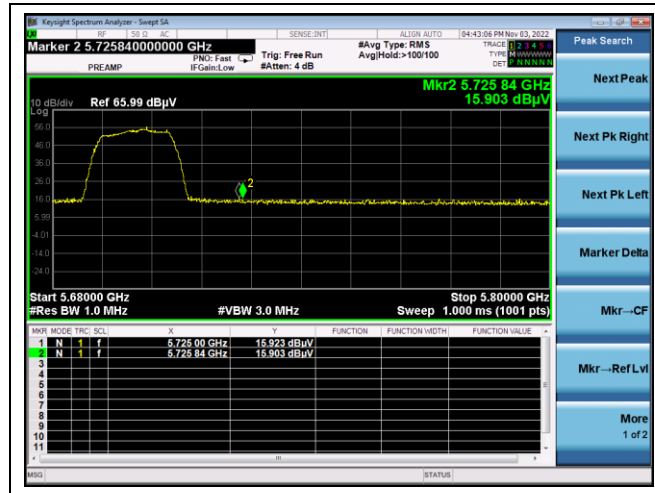 Keysight Spectrum Analyzer - Swept SA
RF 50 Ω AC SENSE:INT ALIGN AUTO 04:43:06 PM Nov 03, 2022
Marker 2 5.725840000000 GHz
PREAMP
PNO: Fast
IFGain:Low
Trig: Free Run
#Atten: 4 dB
#Avg Type: RMS
Avg|Hold:>100/100
TRACE 1 2 3 4 5 6
TYPE M W W W W W
DET P N N N N N
Peak Search
Next Peak
Next Pk Right
Next Pk Left
Marker Delta
Mkr→CF
Mkr→Ref Lvl
More
1 of 2
Mkr2 5.725 84 GHz
15.903 dBµV
10 dB/div Ref 65.99 dBµV
Log
56.0
46.0
36.0
26.0
16.0
5.99
-4.01
-14.0
-24.0
2
Start 5.68000 GHz Stop 5.80000 GHz
#Res BW 1.0 MHz #VBW 3.0 MHz Sweep 1.000 ms (1001 pts)
MKR MODE TRC SCL X Y FUNCTION FUNCTION WIDTH FUNCTION VALUE
1 N 1 f 5.725 00 GHz 15.923 dBµV
2 N 1 f 5.725 84 GHz 15.903 dBµV
3
4
5
6
7
8
9
10
11
MSG STATUS